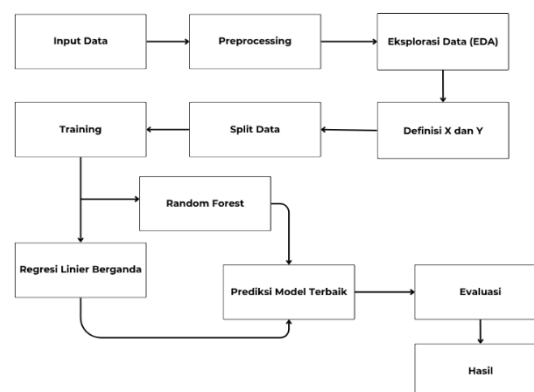 Input Data
Preprocessing
Eksplorasi Data (EDA)
Training
Split Data
Definisi X dan Y
Random Forest
Regresi Linier Berganda
Prediksi Model Terbaik
Evaluasi
Hasil